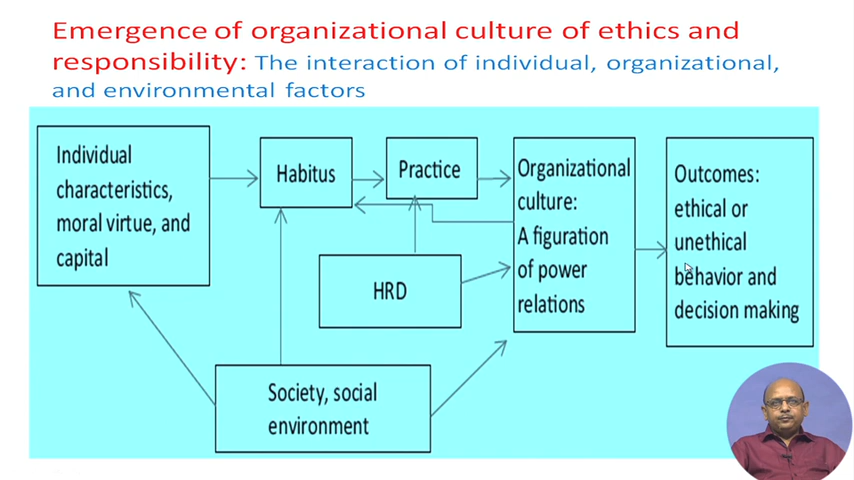 Emergence of organizational culture of ethics and
responsibility: The interaction of individual, organizational,
and environmental factors
Individual
characteristics,
moral virtue, and
capital
Habitus
Practice
Organizational
culture:
A figuration
of power
relations
Outcomes:
ethical or
unethical
behavior and
decision making
HRD
Society, social
environment